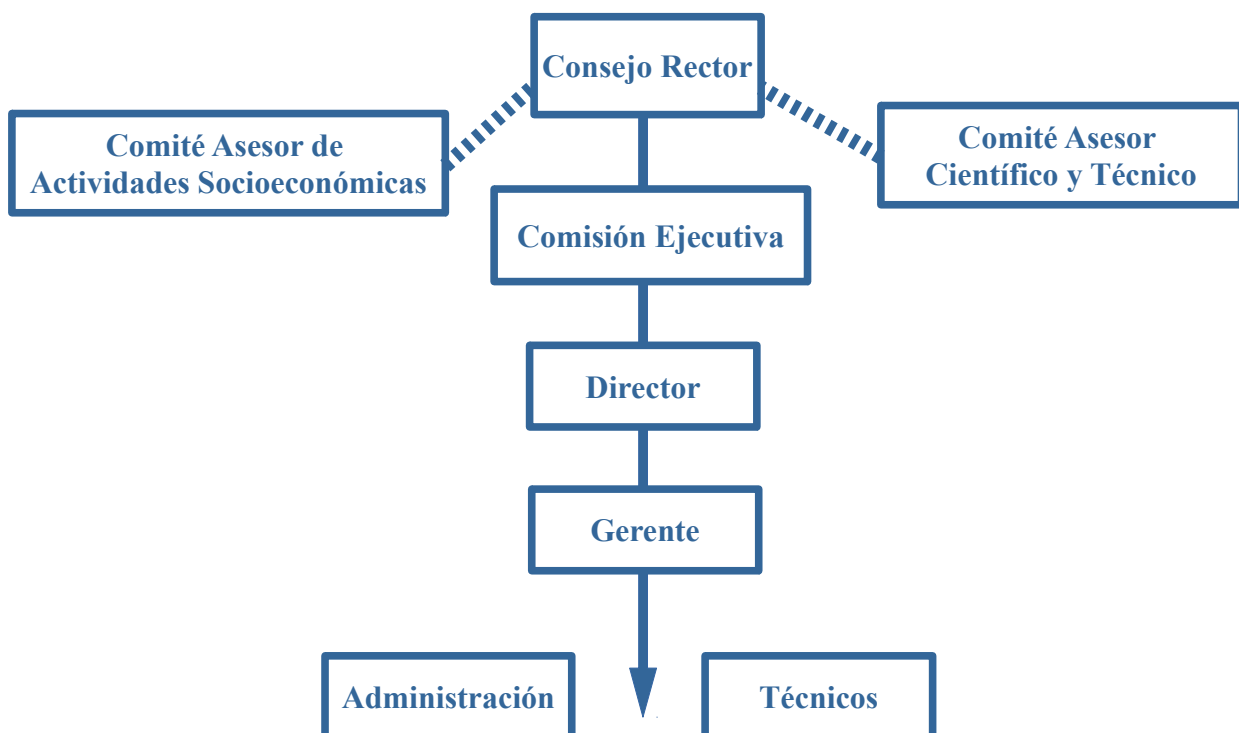 Consejo Rector
Comité Asesor de
Actividades Socioeconómicas
Comité Asesor
Científico y Técnico
Comisión Ejecutiva
Director
Gerente
Administración
Técnicos